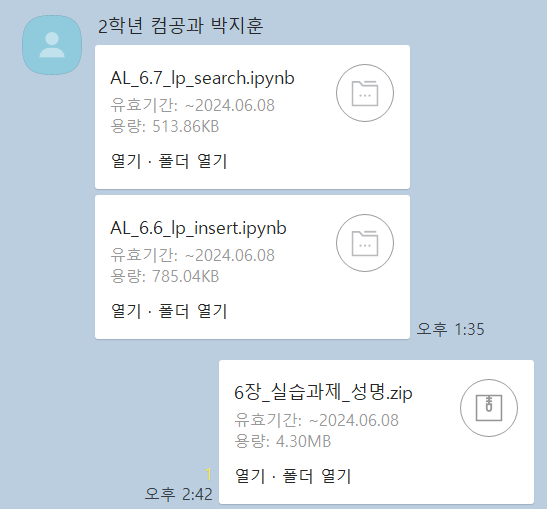 2학년 컴공과 박지훈
AL_6.7_lp_search.ipynb
유효기간: ~2024.06.08
용량: 513.86KB
열기 · 폴더 열기
AL_6.6_lp_insert.ipynb
유효기간: ~2024.06.08
용량: 785.04KB
열기 · 폴더 열기
오후 1:35
6장_실습과제_성명.zip
유효기간: ~2024.06.08
용량: 4.30MB
열기 · 폴더 열기
1
오후 2:42